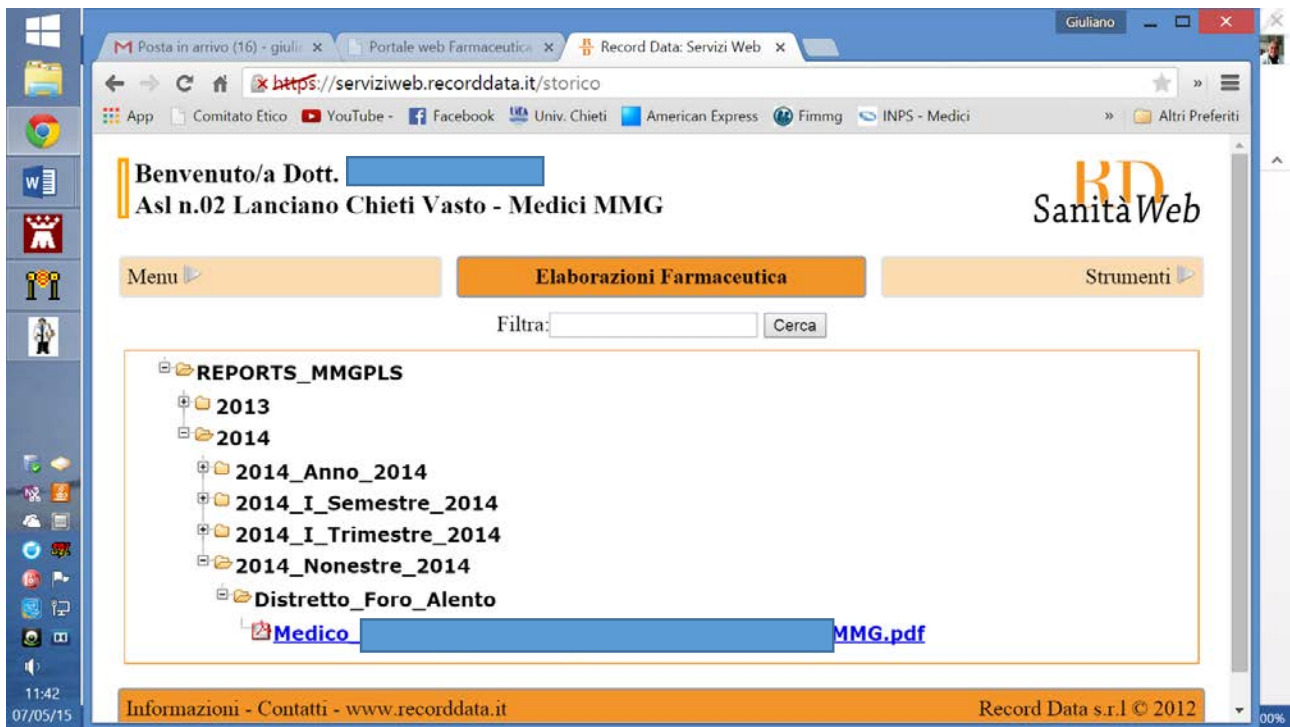 Giuliano
Posta in arrivo (16) - giulia
Portale web Farmaceutica
Record Data: Servizi Web
https://serviziweb.recorddata.it/storico
App
Comitato Etico
YouTube -
Facebook
Univ. Chieti
American Express
Fimmg
INPS - Medici
»
Altri Preferiti
Benvenuto/a Dott.
Asl n.02 Lanciano Chieti Vasto - Medici MMG
RD
SanitàWeb
Menu
Elaborazioni Farmaceutica
Strumenti
Filtra:
Cerca
REPORTS_MMGPLS
2013
2014
2014_Anno_2014
2014_I_Semestre_2014
2014_I_Trimestre_2014
2014_Nonestre_2014
Distretto_Foro_Alento
Medico_ MMG.pdf
Informazioni - Contatti - www.recorddata.it
Record Data s.r.l © 2012
11:42
07/05/15
00%